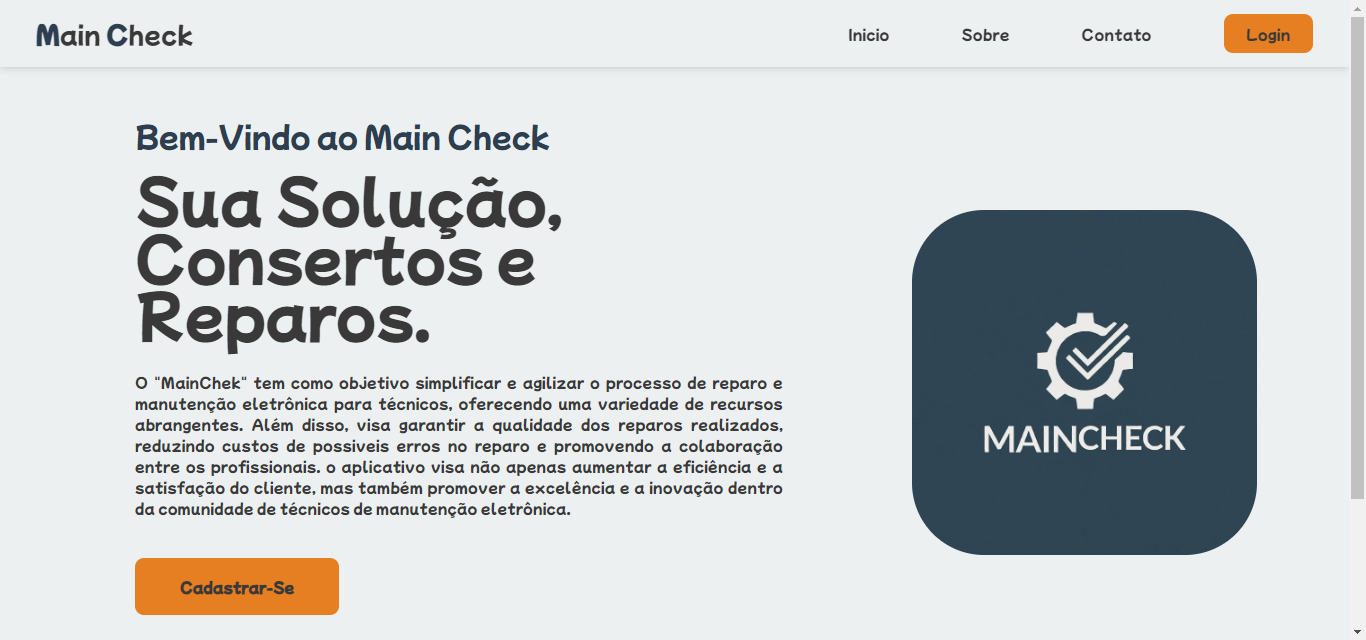 Main Check
Inicio
Sobre
Contato
Login
Bem-Vindo ao Main Check
Sua Solução,
Consertos e
Reparos.
O "MainChek" tem como objetivo simplificar e agilizar o processo de reparo e
manutenção eletrônica para técnicos, oferecendo uma variedade de recursos
abrangentes. Além disso, visa garantir a qualidade dos reparos realizados,
reduzindo custos de possiveis erros no reparo e promovendo a colaboração
entre os profissionais. o aplicativo visa não apenas aumentar a eficiência e a
satisfação do cliente, mas também promover a excelência e a inovação dentro
da comunidade de técnicos de manutenção eletrônica.
Cadastrar-Se
MAINCHECK